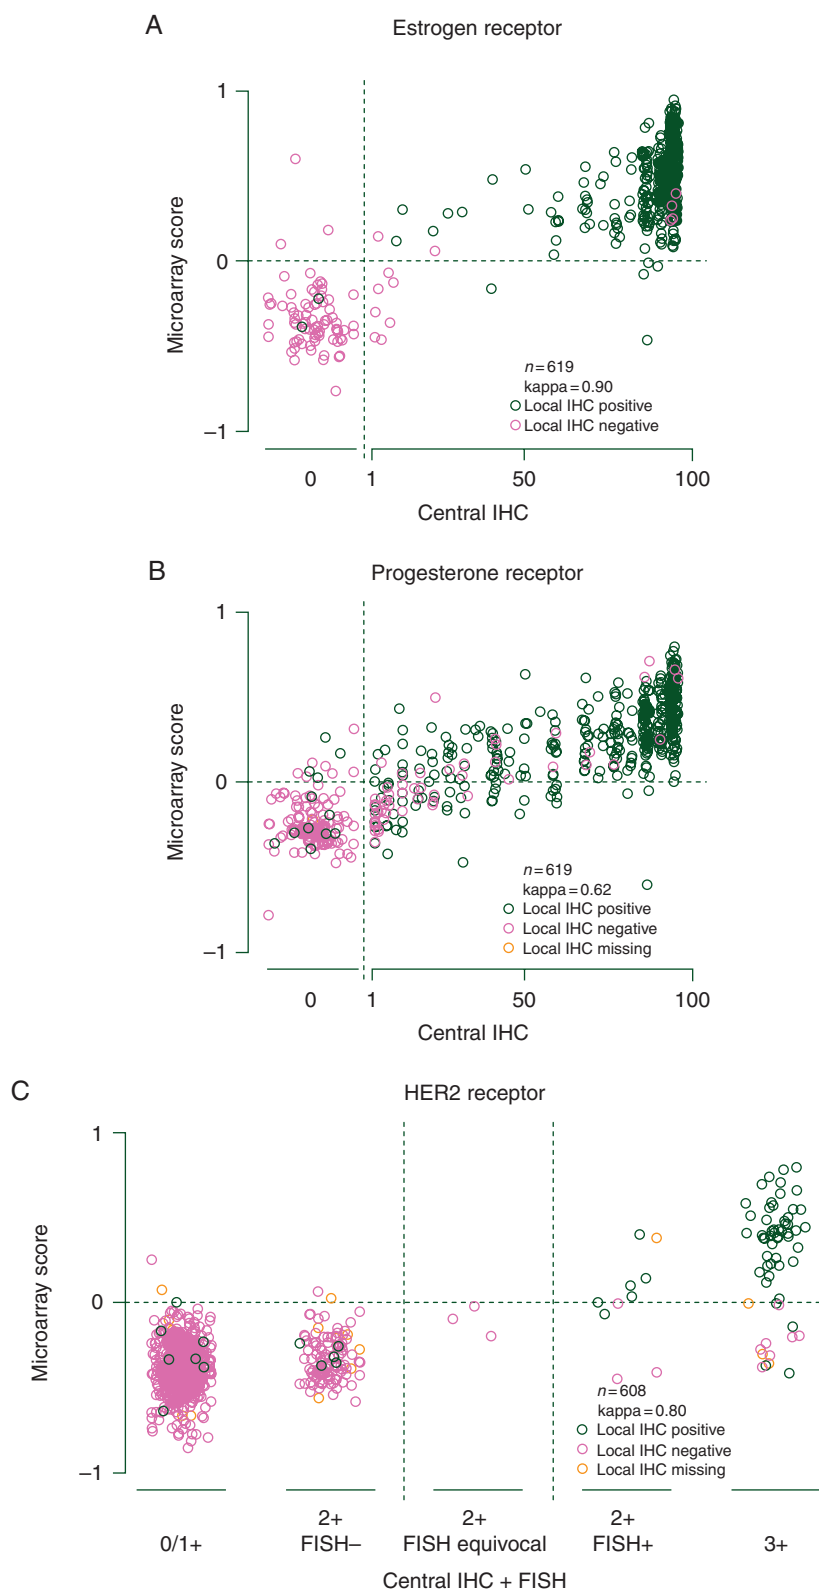 A
Estrogen receptor
1
0
−1
Microarray score
n=619
kappa=0.90
Local IHC positive
Local IHC negative
0 1 50 100
Central IHC
B
Progesterone receptor
1
0
−1
Microarray score
n=619
kappa=0.62
Local IHC positive
Local IHC negative
Local IHC missing
0 1 50 100
Central IHC
C
HER2 receptor
1
0
−1
Microarray score
n=608
kappa=0.80
Local IHC positive
Local IHC negative
Local IHC missing
2+ 2+ 2+
0/1+ FISH− FISH equivocal FISH+ 3+
Central IHC + FISH